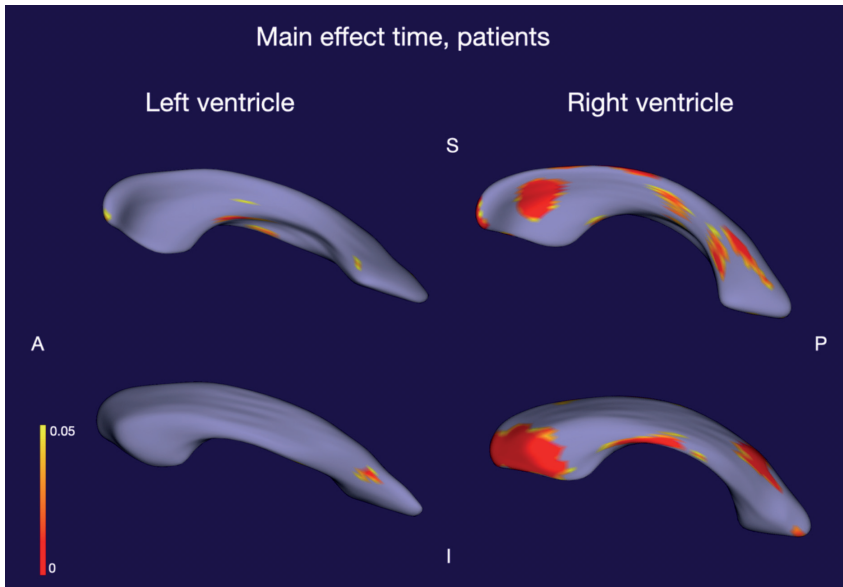 Main effect time, patients
Left ventricle
Right ventricle
S
A
P
0.05
0
I